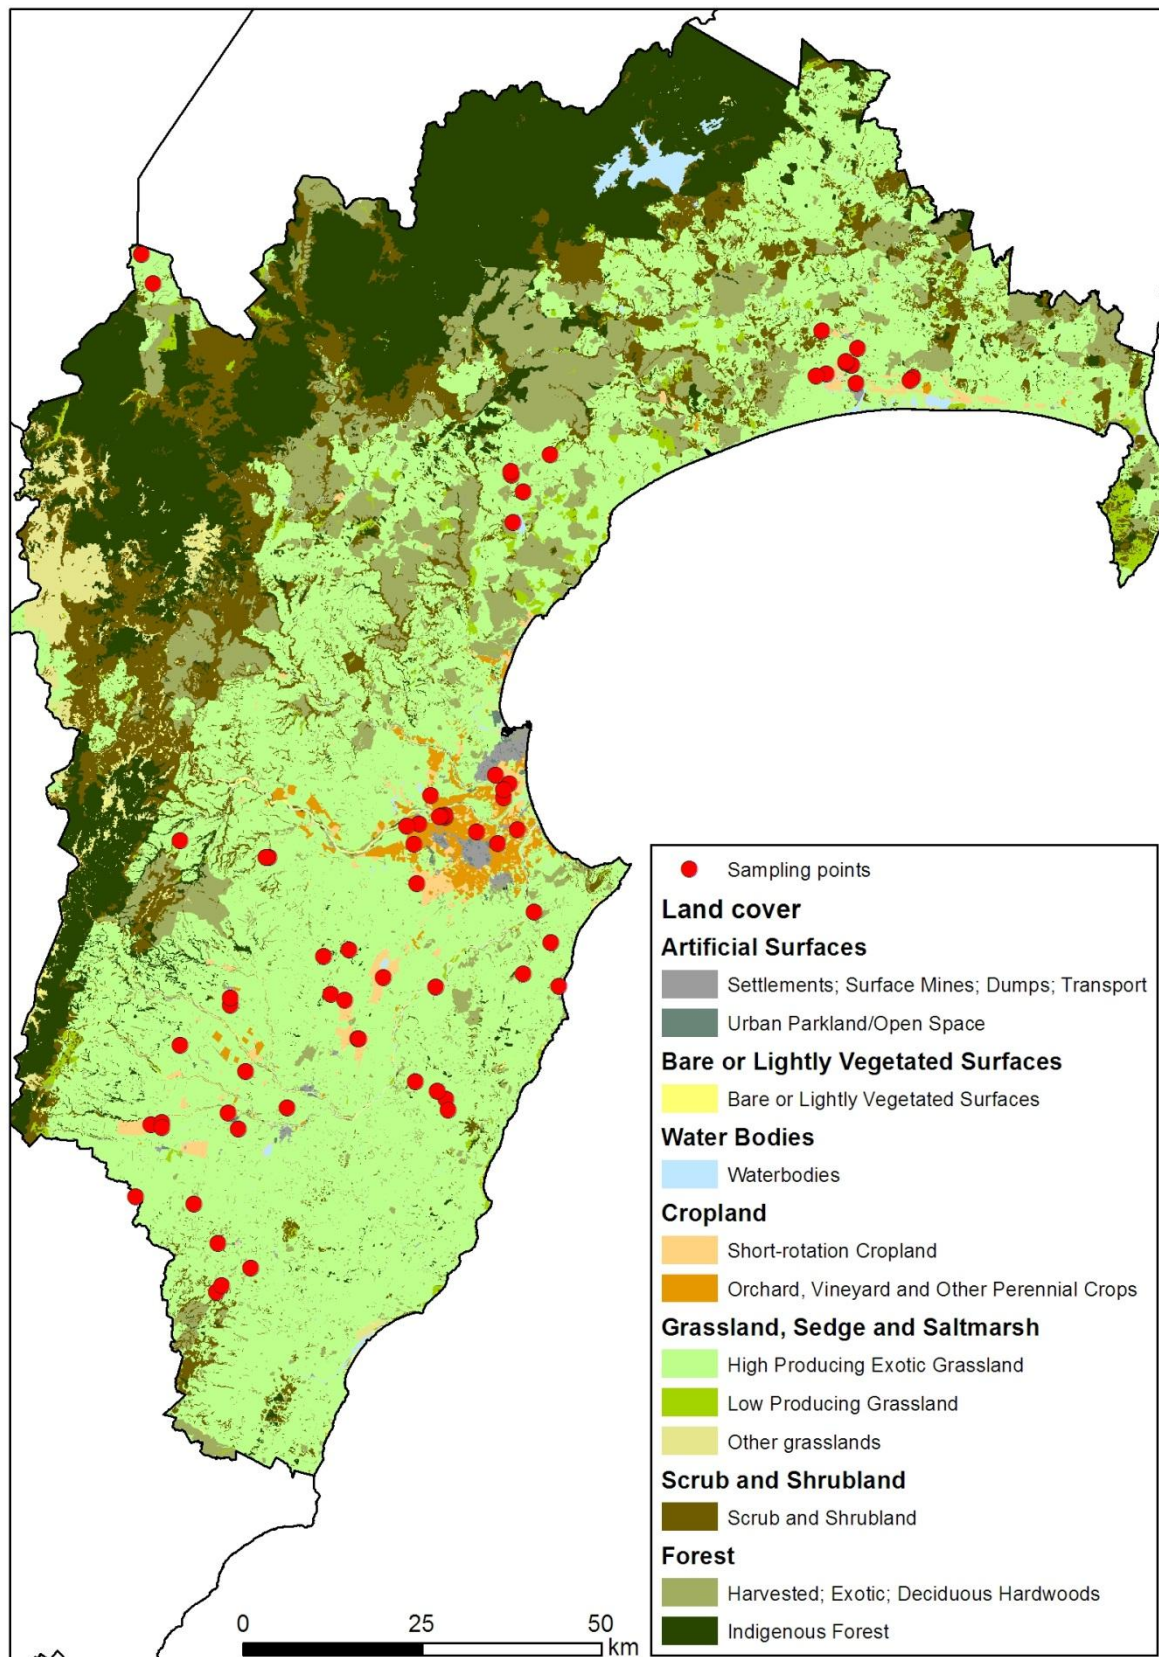 Sampling points
Land cover
Artificial Surfaces
Settlements; Surface Mines; Dumps; Transport
Urban Parkland/Open Space
Bare or Lightly Vegetated Surfaces
Bare or Lightly Vegetated Surfaces
Water Bodies
Waterbodies
Cropland
Short-rotation Cropland
Orchard, Vineyard and Other Perennial Crops
Grassland, Sedge and Saltmarsh
High Producing Exotic Grassland
Low Producing Grassland
Other grasslands
Scrub and Shrubland
Scrub and Shrubland
Forest
Harvested; Exotic; Deciduous Hardwoods
Indigenous Forest
0 25 50
km